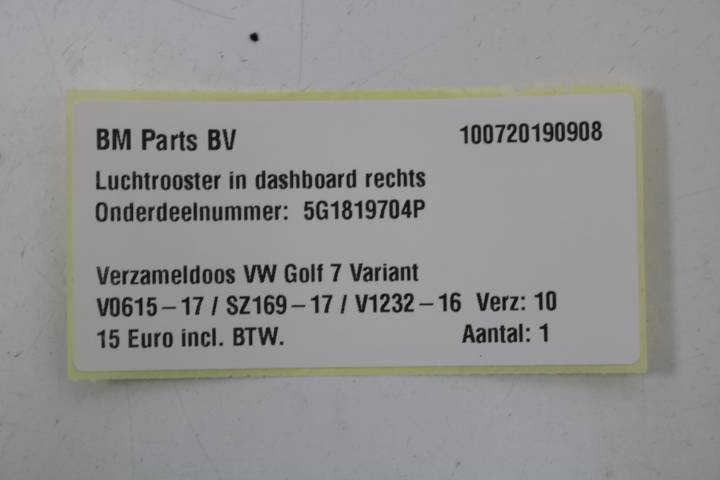 BM Parts BV 100720190908
Luchtrooster in dashboard rechts
Onderdeelnummer: 5G1819704P
Verzameldoos VW Golf 7 Variant
V0615-17 / SZ169-17 / V1232-16 Verz: 10
15 Euro incl. BTW. Aantal: 1